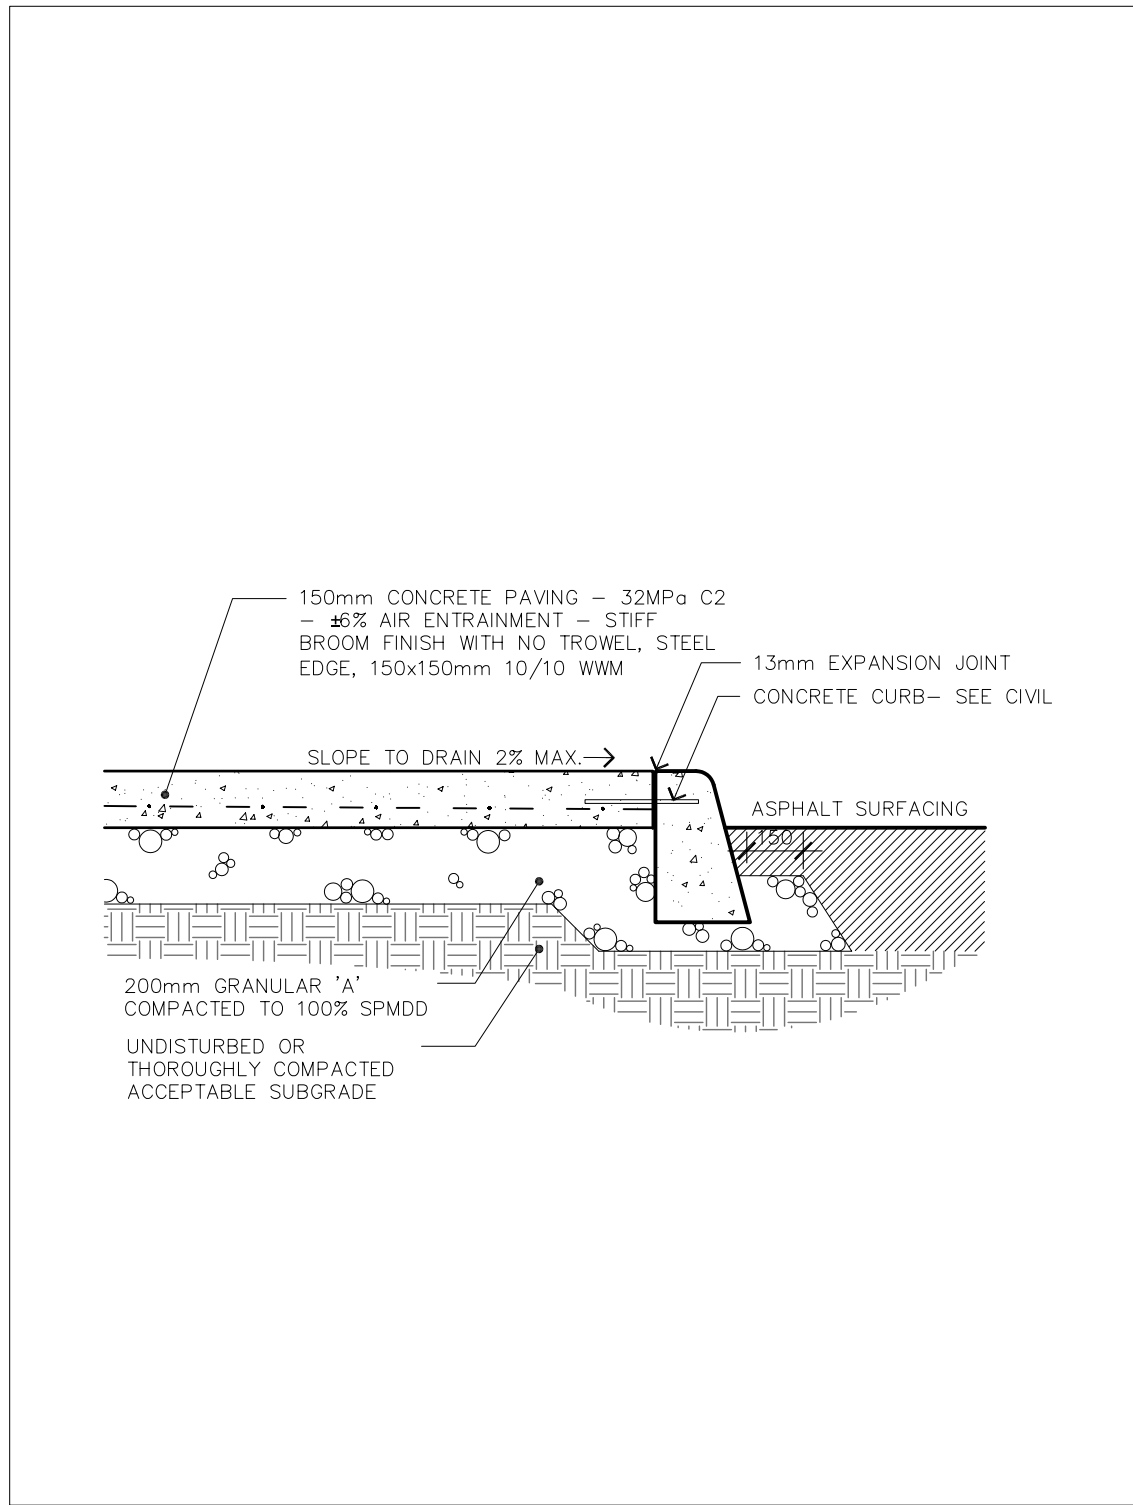 150mm CONCRETE PAVING – 32MPa C2
– ±6% AIR ENTRAINMENT – STIFF
BROOM FINISH WITH NO TROWEL, STEEL
EDGE, 150x150mm 10/10 WWM
13mm EXPANSION JOINT
CONCRETE CURB– SEE CIVIL
SLOPE TO DRAIN 2% MAX.
ASPHALT SURFACING
150
200mm GRANULAR 'A'
COMPACTED TO 100% SPMDD
UNDISTURBED OR
THOROUGHLY COMPACTED
ACCEPTABLE SUBGRADE